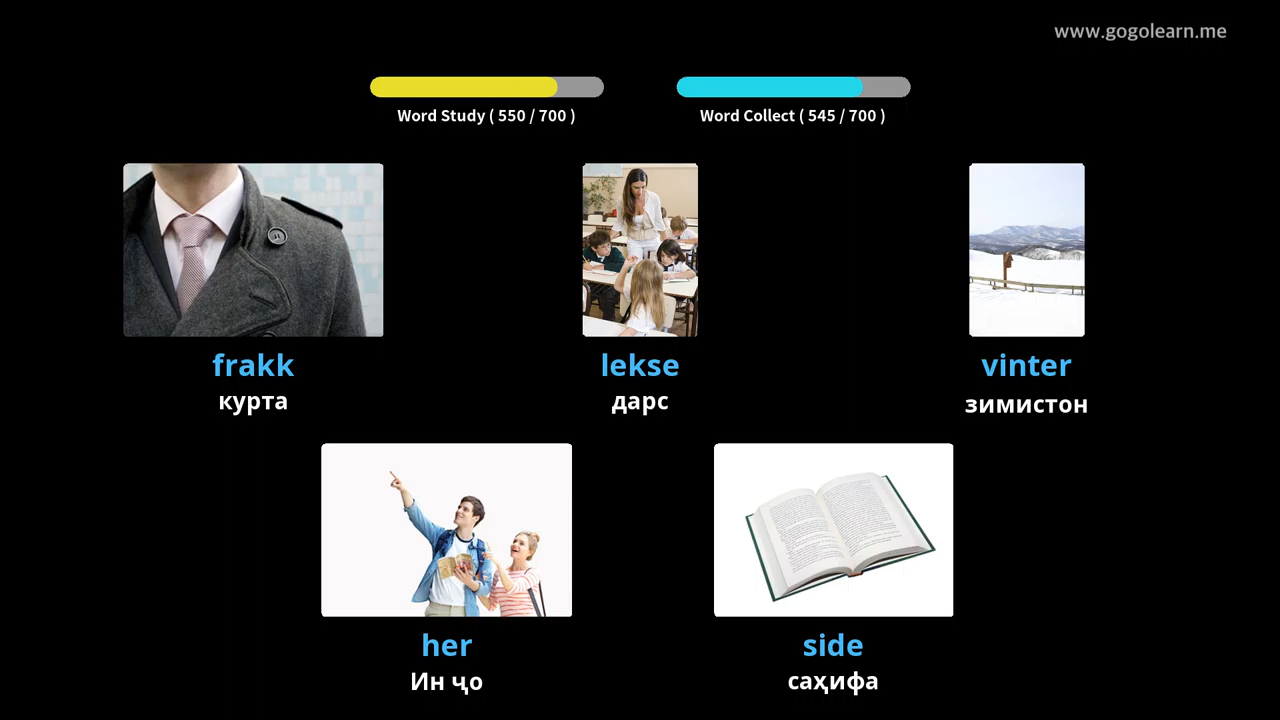 www.gogolearn.me
Word Study ( 550 / 700 )
Word Collect ( 545 / 700 )
frakk
курта
lekse
дарс
vinter
зимистон
her
Ин ҷо
side
саҳифа